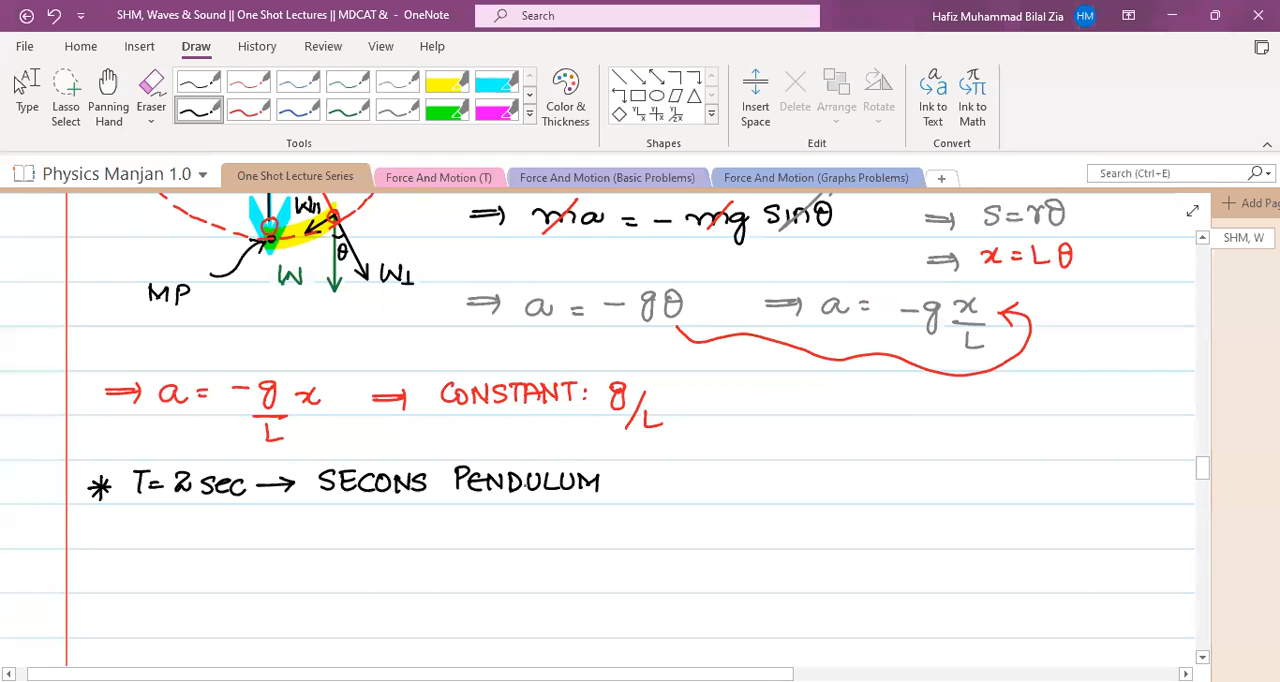 SHM, Waves & Sound || One Shot Lectures || MDCAT & - OneNote
Search
Hafiz Muhammad Bilal Zia
HM
File Home Insert Draw History Review View Help
Type
Lasso Select
Panning Hand
Eraser
Color & Thickness
Insert Space
Delete
Arrange
Rotate
Ink to Text
Ink to Math
Tools
Shapes
Edit
Convert
Physics Manjan 1.0
One Shot Lecture Series
Force And Motion (T)
Force And Motion (Basic Problems)
Force And Motion (Graphs Problems)
Search (Ctrl+E)
Add Pag
SHM, W
W||
θ
W
W⊥
MP
⇒ ma = - mg sinθ
⇒ S = rθ
⇒ x = Lθ
⇒ a = - gθ ⇒ a = -g x/L
⇒ a = -g/L x ⇒ CONSTANT: g/L
* T = 2 sec → SECONS PENDULUM